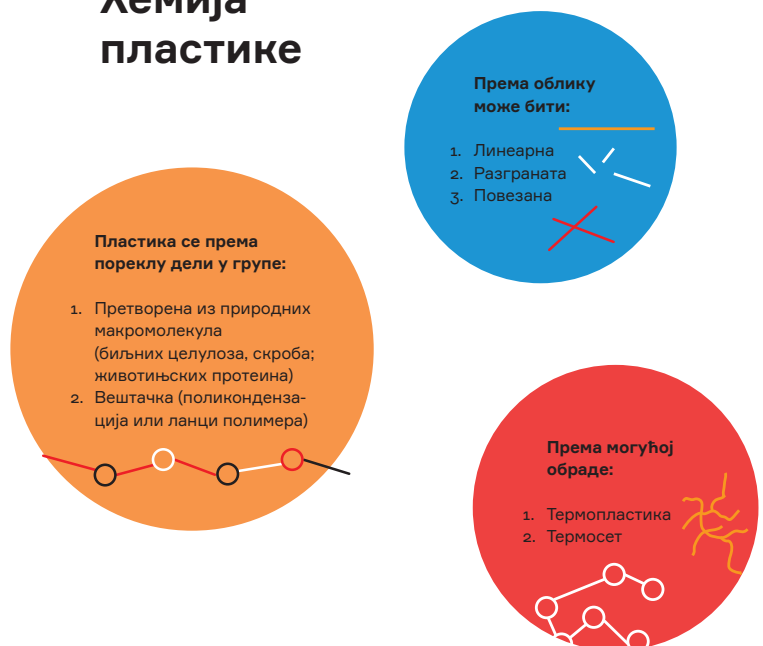 Хемија
пластике
Према облику
може бити:
1. Линеарна
2. Разграната
3. Повезана
Пластика се према
пореклу дели у групе:
1. Претворена из природних
макромолекула
(биљних целулоза, скроба;
животињских протеина)
2. Вештачка (поликонденза-
ција или ланци полимера)
Према могућој
обраде:
1. Термопластика
2. Термосет